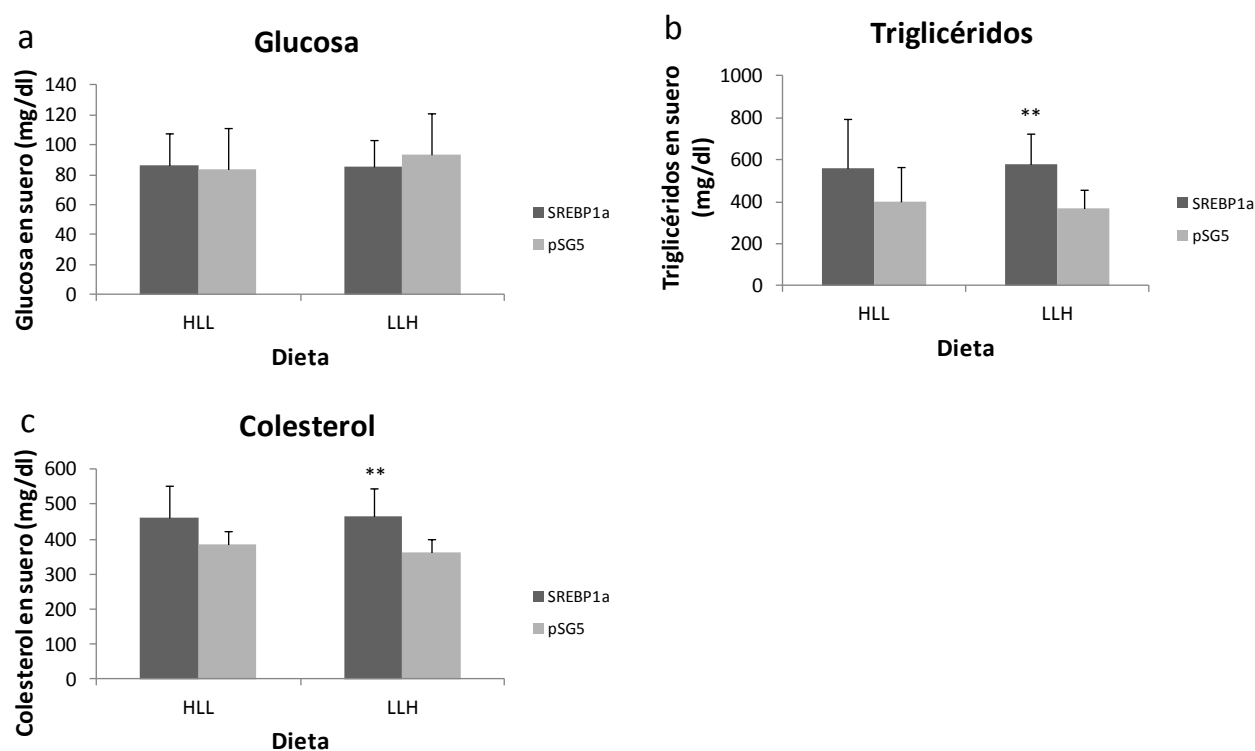 a
Glucosa
Glucosa en suero (mg/dl)
140
120
100
80
60
40
20
0
HLL
LLH
Dieta
SREBP1a
pSG5
b
Triglicéridos
Triglicéridos en suero
(mg/dl)
1000
800
600
400
200
0
**
HLL
LLH
Dieta
SREBP1a
pSG5
c
Colesterol
Colesterol en suero (mg/dl)
600
500
400
300
200
100
0
**
HLL
LLH
Dieta
SREBP1a
pSG5